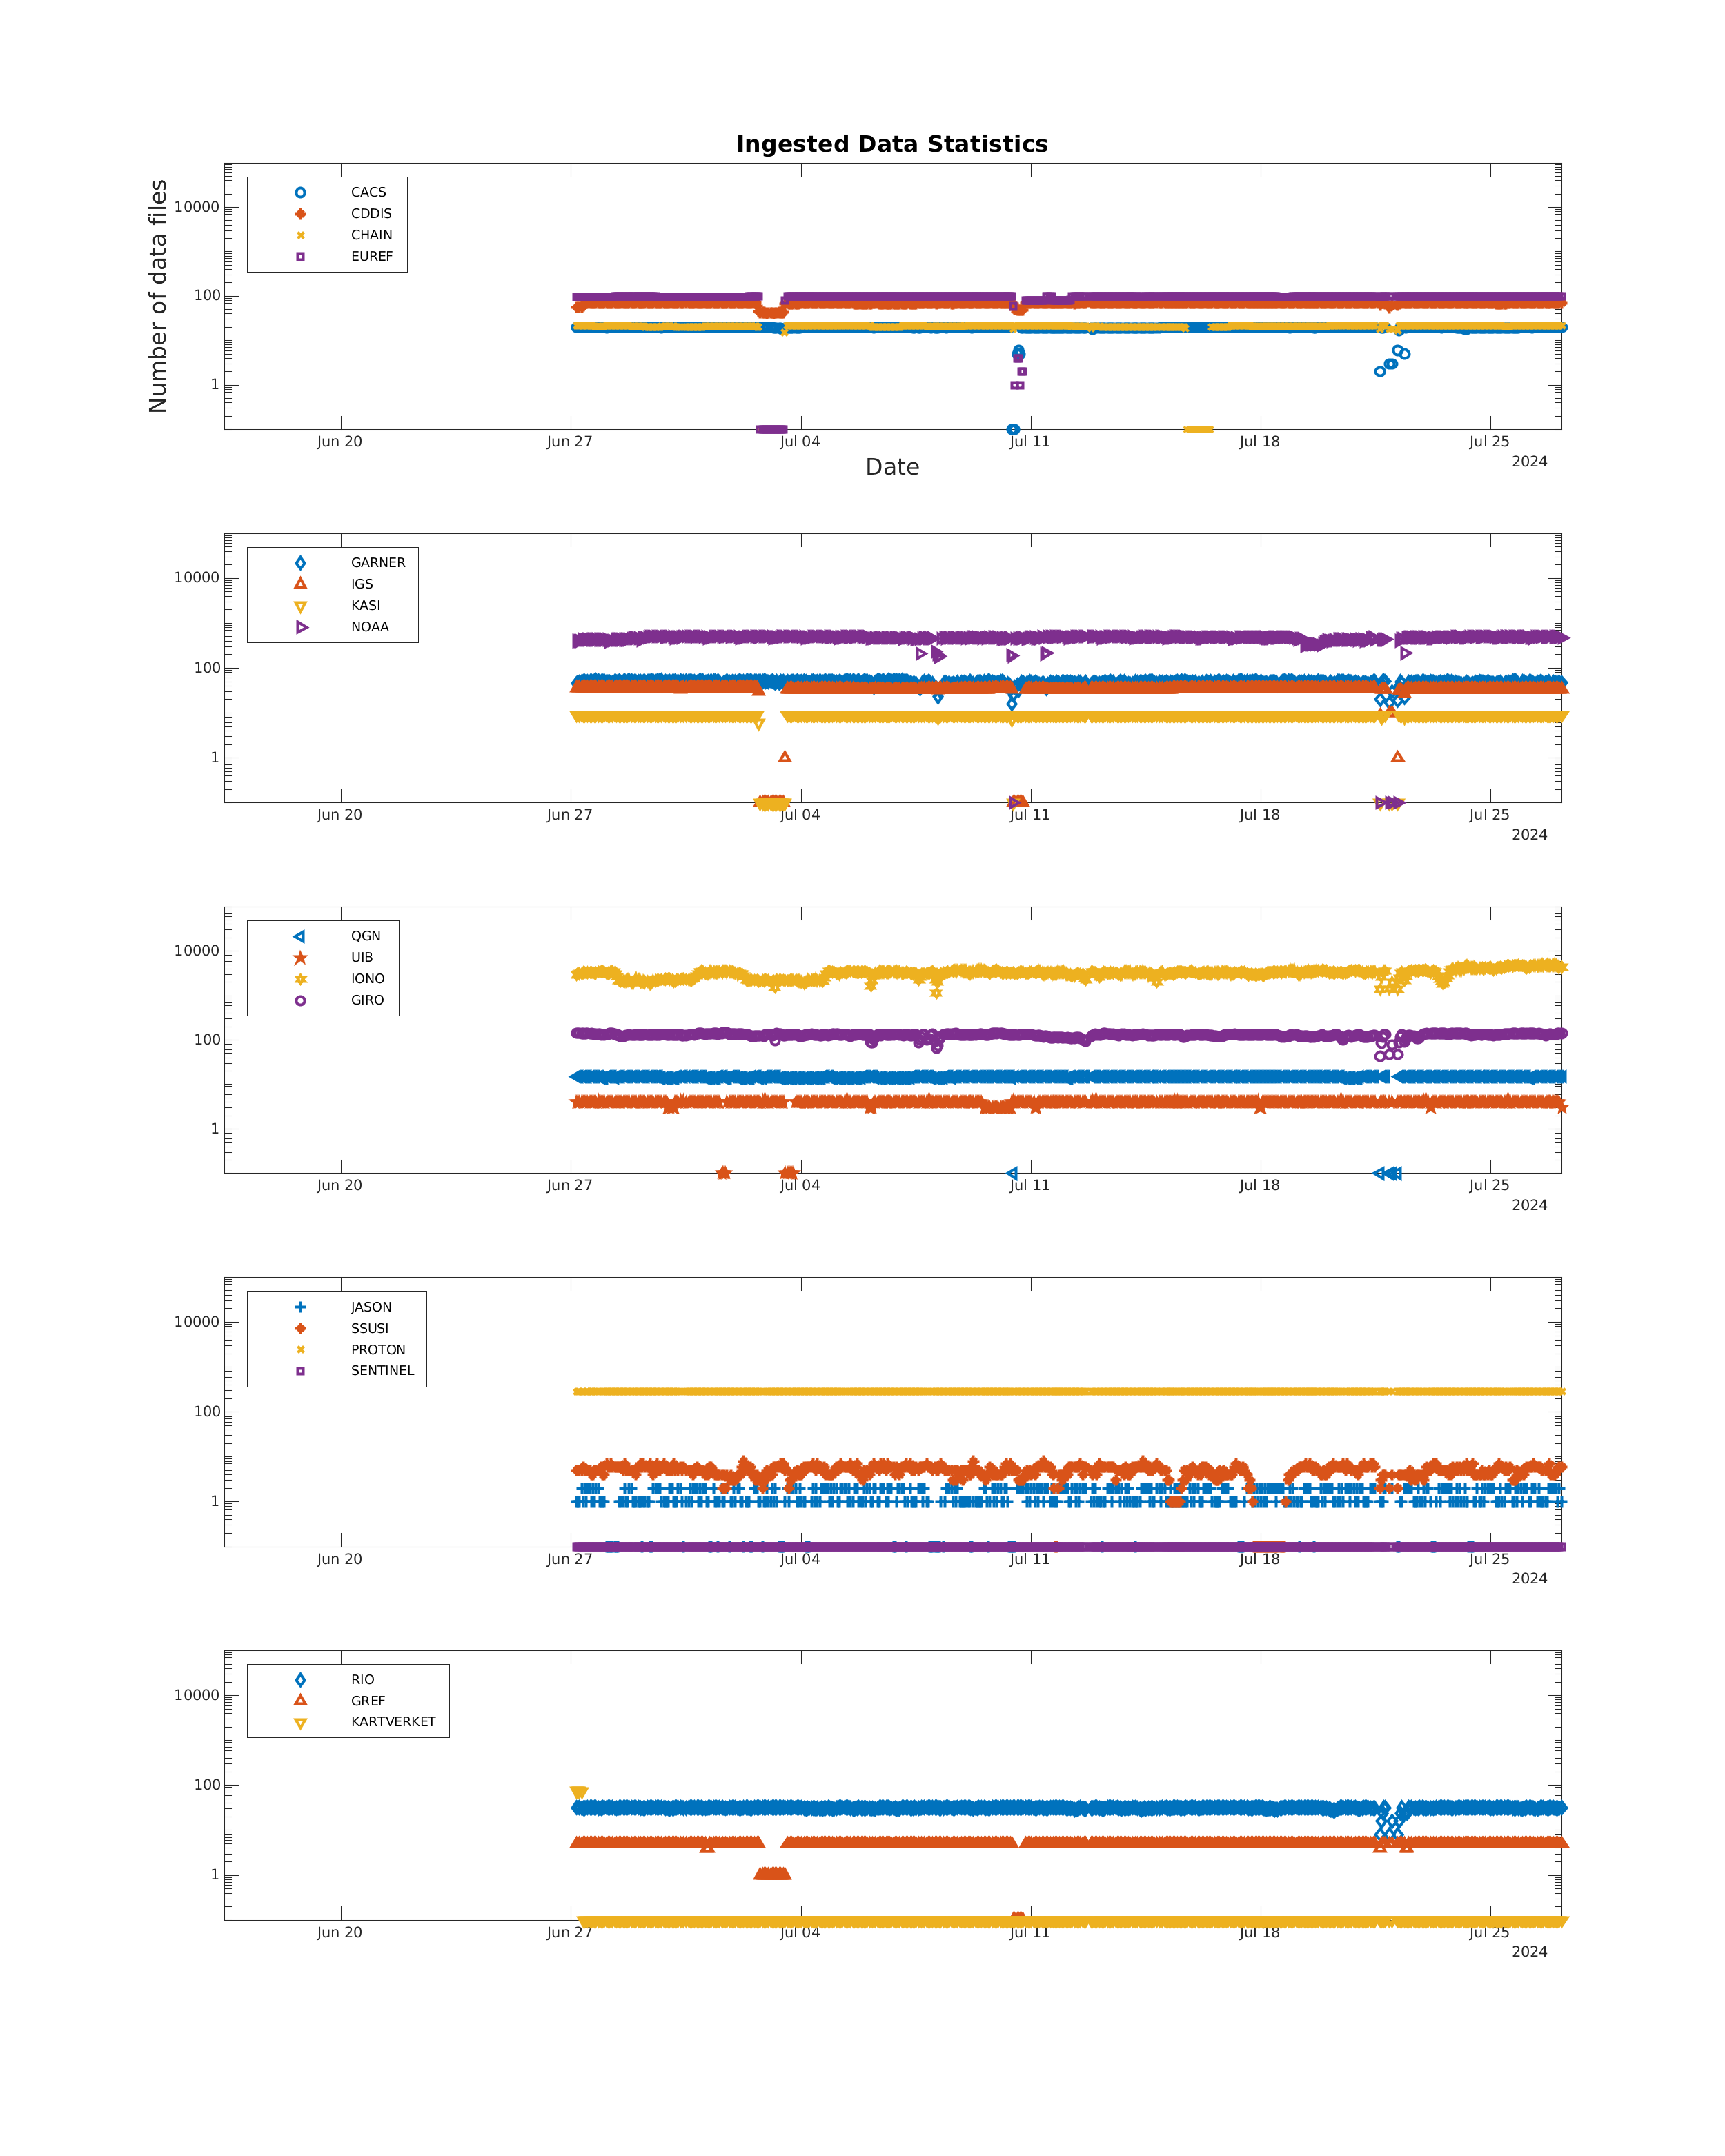 Ingested Data Statistics
Number of data files
10000
100
1
CACS
CDDIS
CHAIN
EUREF
Jun 20 Jun 27 Jul 04 Jul 11 Jul 18 Jul 25
2024
Date
10000
100
1
GARNER
IGS
KASI
NOAA
Jun 20 Jun 27 Jul 04 Jul 11 Jul 18 Jul 25
2024
10000
100
1
QGN
UIB
IONO
GIRO
Jun 20 Jun 27 Jul 04 Jul 11 Jul 18 Jul 25
2024
10000
100
1
JASON
SSUSI
PROTON
SENTINEL
Jun 20 Jun 27 Jul 04 Jul 11 Jul 18 Jul 25
2024
10000
100
1
RIO
GREF
KARTVERKET
Jun 20 Jun 27 Jul 04 Jul 11 Jul 18 Jul 25
2024